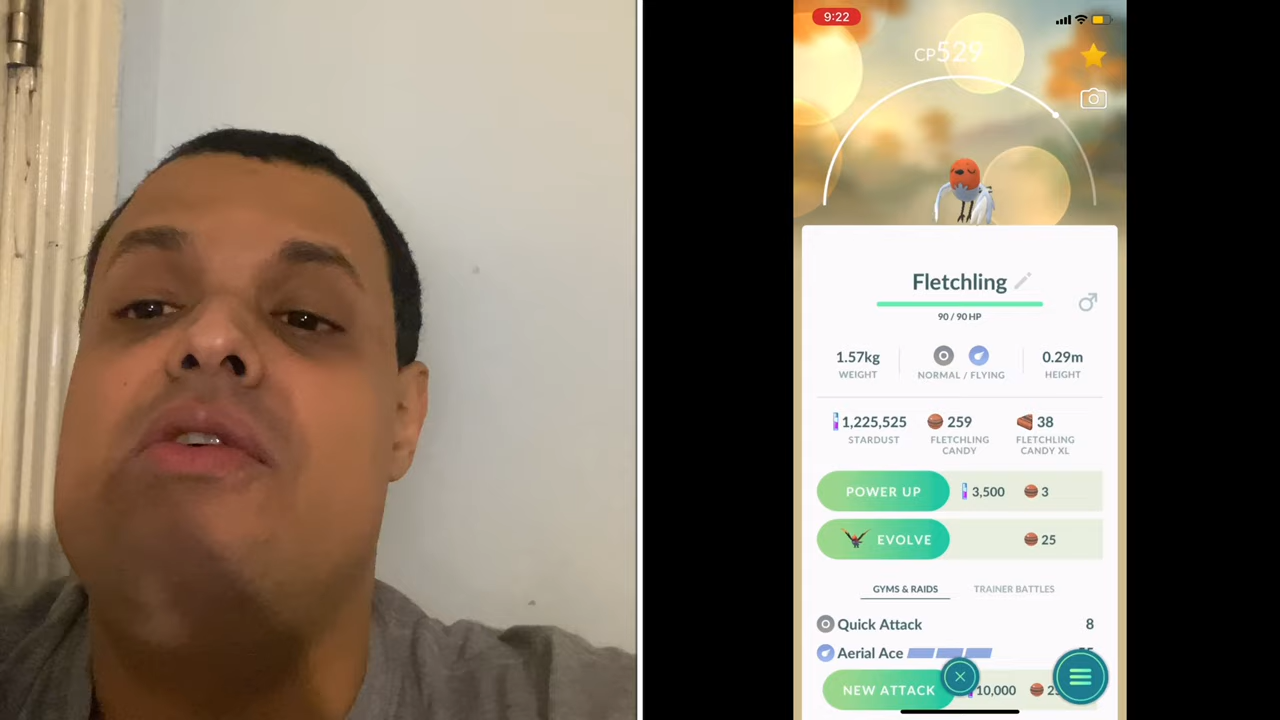 9:22
CP529
Fletchling
90 / 90 HP
1.57kg
WEIGHT
NORMAL / FLYING
0.29m
HEIGHT
1,225,525
STARDUST
259
FLETCHLING
CANDY
38
FLETCHLING
CANDY XL
POWER UP 3,500 3
EVOLVE 25
GYMS & RAIDS TRAINER BATTLES
Quick Attack 8
Aerial Ace
NEW ATTACK 10,000